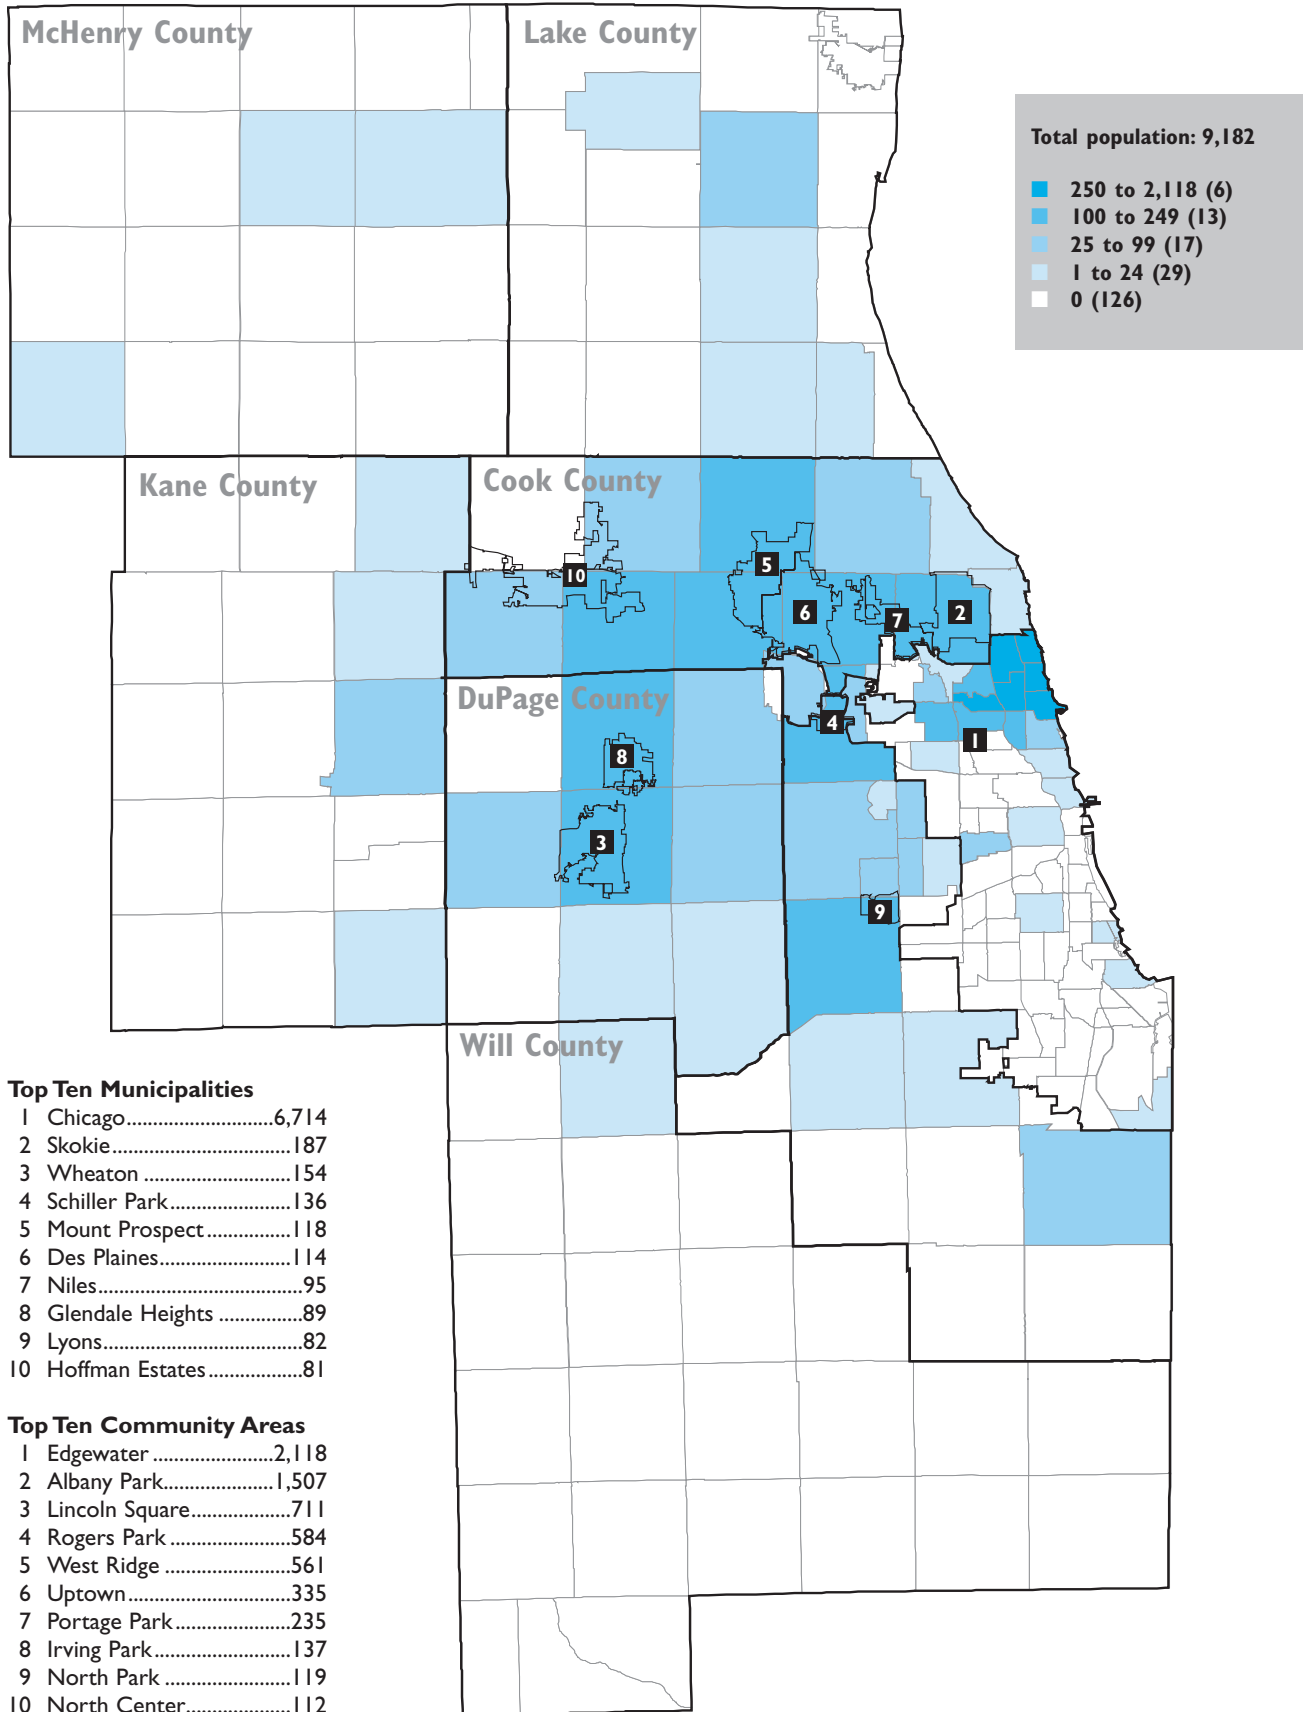 McHenry County
Lake County
Total population: 9,182
250 to 2,118 (6)
100 to 249 (13)
25 to 99 (17)
1 to 24 (29)
0 (126)
Kane County
Cook County
5
10
6
7
2
DuPage County
4
1
8
3
9
Will County
Top Ten Municipalities
1 Chicago..........................6,714
2 Skokie................................187
3 Wheaton ..........................154
4 Schiller Park......................136
5 Mount Prospect...............118
6 Des Plaines.......................114
7 Niles.....................................95
8 Glendale Heights ...............89
9 Lyons....................................82
10 Hoffman Estates.................81
Top Ten Community Areas
1 Edgewater ......................2,118
2 Albany Park....................1,507
3 Lincoln Square..................711
4 Rogers Park ......................584
5 West Ridge .......................561
6 Uptown..............................335
7 Portage Park.....................235
8 Irving Park.........................137
9 North Park .......................119
10 North Center...................112